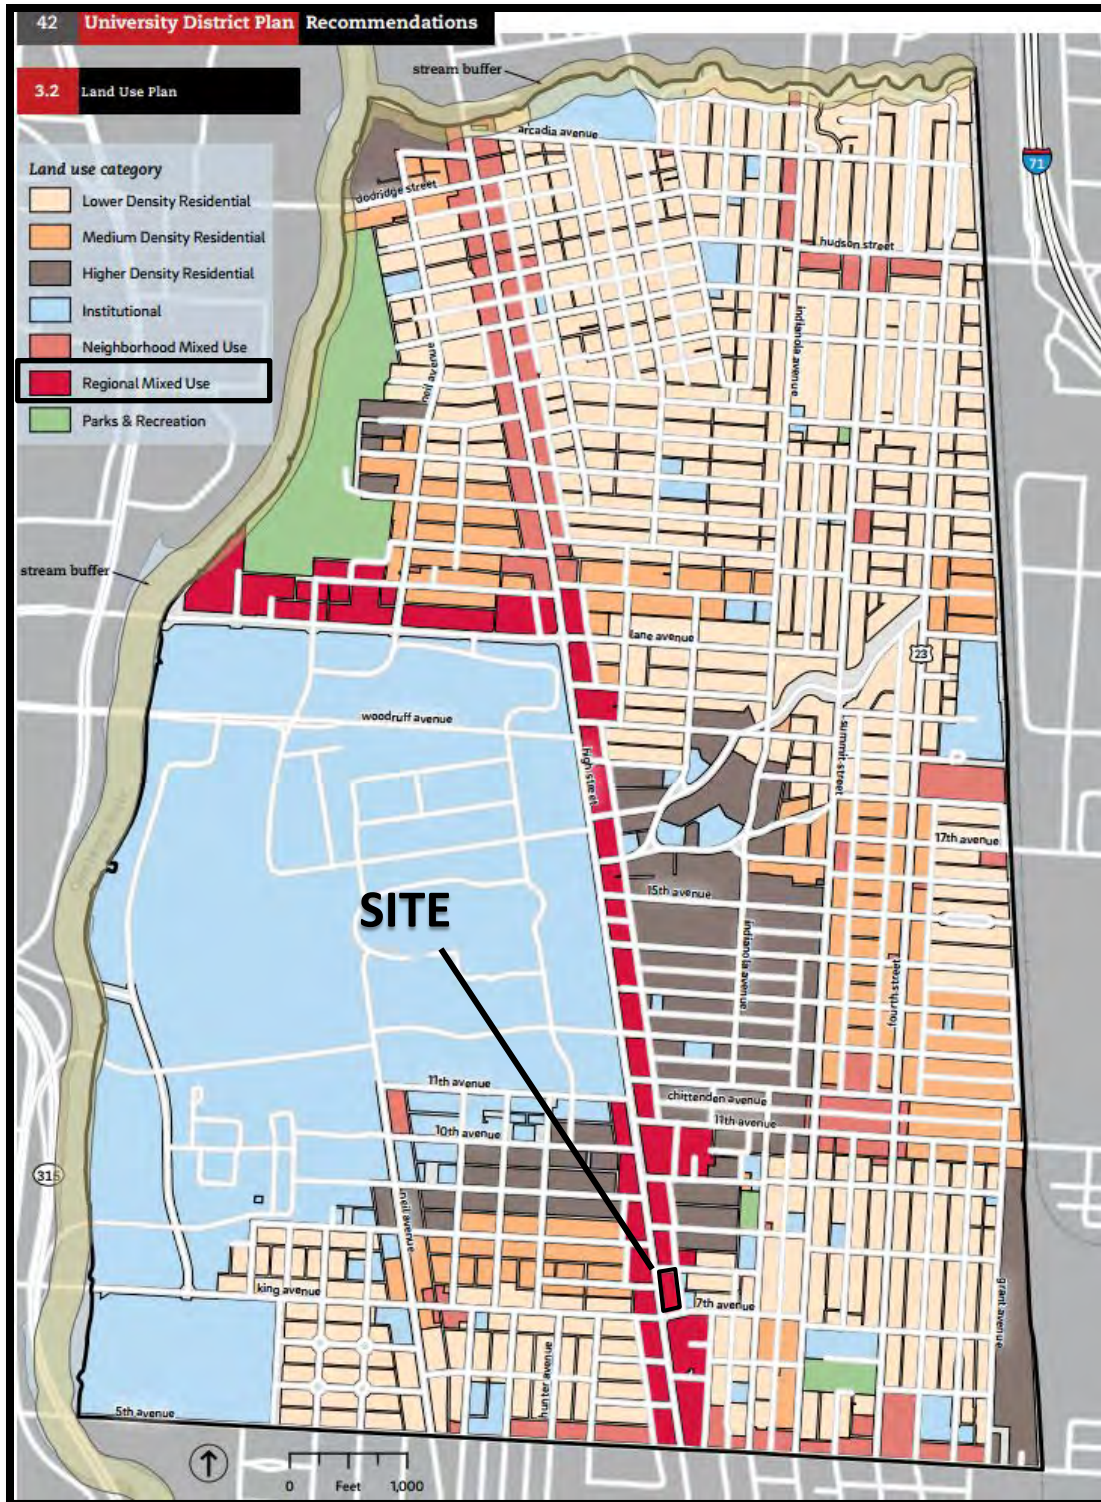 42 University District Plan Recommendations
3.2 Land Use Plan
stream buffer
Land use category
Lower Density Residential
Medium Density Residential
Higher Density Residential
Institutional
Neighborhood Mixed Use
Regional Mixed Use
Parks & Recreation
arcadia avenue
dodridge street
71
hudson street
indianola avenue
neil avenue
stream buffer
lane avenue
23
woodruff avenue
high street
summit street
17th avenue
15th avenue
SITE
indianola avenue
fourth street
11th avenue
chittenden avenue
11th avenue
10th avenue
315
neil avenue
king avenue
7th avenue
grant avenue
hunter avenue
5th avenue
0 Feet 1,000